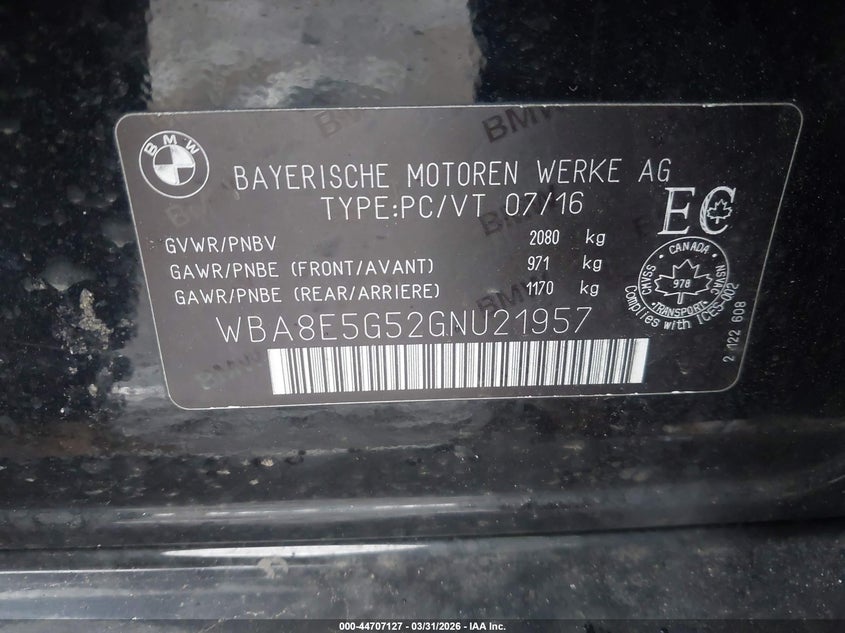 BMW
BAYERISCHE MOTOREN WERKE AG
TYPE:PC/VT 07/16
EC
GVWR/PNBV 2080 kg
GAWR/PNBE (FRONT/AVANT) 971 kg
GAWR/PNBE (REAR/ARRIERE) 1170 kg
WBA8E5G52GNU21957
CANADA
CMVSS
NSVAC
978
TRANSPORT
Complies with ICES-002
2 122 608
000-44707127 - 03/31/2026 - IAA Inc.